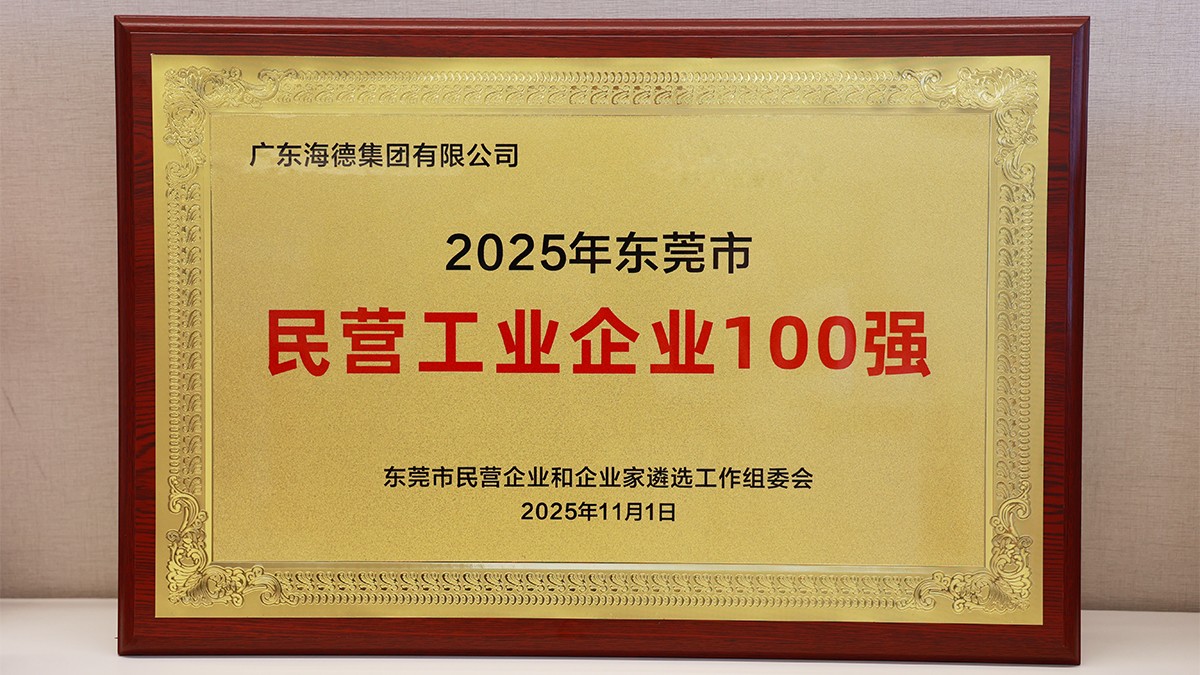 广东海德集团有限公司
2025年东莞市
民营工业企业100强
东莞市民营企业和企业家遴选工作组委会
2025年11月1日